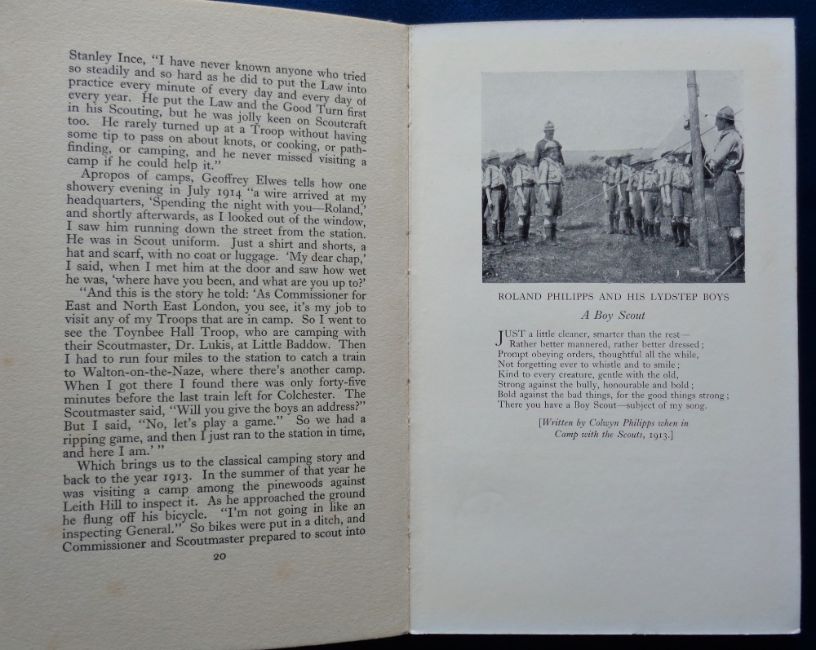 Stanley Ince, “I have never known anyone who tried
so steadily and so hard as he did to put the Law into
practice every minute of every day and every day of
every year. He put the Law and the Good Turn first
in his Scouting, but he was jolly keen on Scoutcraft
too. He rarely turned up at a Troop without having
some tip to pass on about knots, or cooking, or path-
finding, or camping, and he never missed visiting a
camp if he could help it.”
Apropos of camps, Geoffrey Elwes tells how one
showery evening in July 1914 “a wire arrived at my
headquarters, ‘Spending the night with you—Roland,’
and shortly afterwards, as I looked out of the window,
I saw him running down the street from the station.
He was in Scout uniform. Just a shirt and shorts, a
hat and scarf, with no coat or luggage. ‘My dear chap,’
I said, when I met him at the door and saw how wet
he was, ‘where have you been, and what are you up to?’
“And this is the story he told: ‘As Commissioner for
East and North East London, you see, it’s my job to
visit any of my Troops that are in camp. So I went to
see the Toynbee Hall Troop, who are camping with
their Scoutmaster, Dr. Lukis, at Little Baddow. Then
I had to run four miles to the station to catch a train
to Walton-on-the-Naze, where there’s another camp.
When I got there I found there was only forty-five
minutes before the last train left for Colchester. The
Scoutmaster said, “Will you give the boys an address?”
But I said, “No, let’s play a game.” So we had a
ripping game, and then I just ran to the station in time,
and here I am.’ ”
Which brings us to the classical camping story and
back to the year 1913. In the summer of that year he
was visiting a camp among the pinewoods against
Leith Hill to inspect it. As he approached the ground
he flung off his bicycle. “I’m not going in like an
inspecting General.” So bikes were put in a ditch, and
Commissioner and Scoutmaster prepared to scout into
20
ROLAND PHILIPPS AND HIS LYDSTEP BOYS
A Boy Scout
JUST a little cleaner, smarter than the rest—
Rather better mannered, rather better dressed;
Prompt obeying orders, thoughtful all the while,
Not forgetting ever to whistle and to smile;
Kind to every creature, gentle with the old,
Strong against the bully, honourable and bold;
Bold against the bad things, for the good things strong;
There you have a Boy Scout—subject of my song.
[Written by Colwyn Philipps when in
Camp with the Scouts, 1913.]